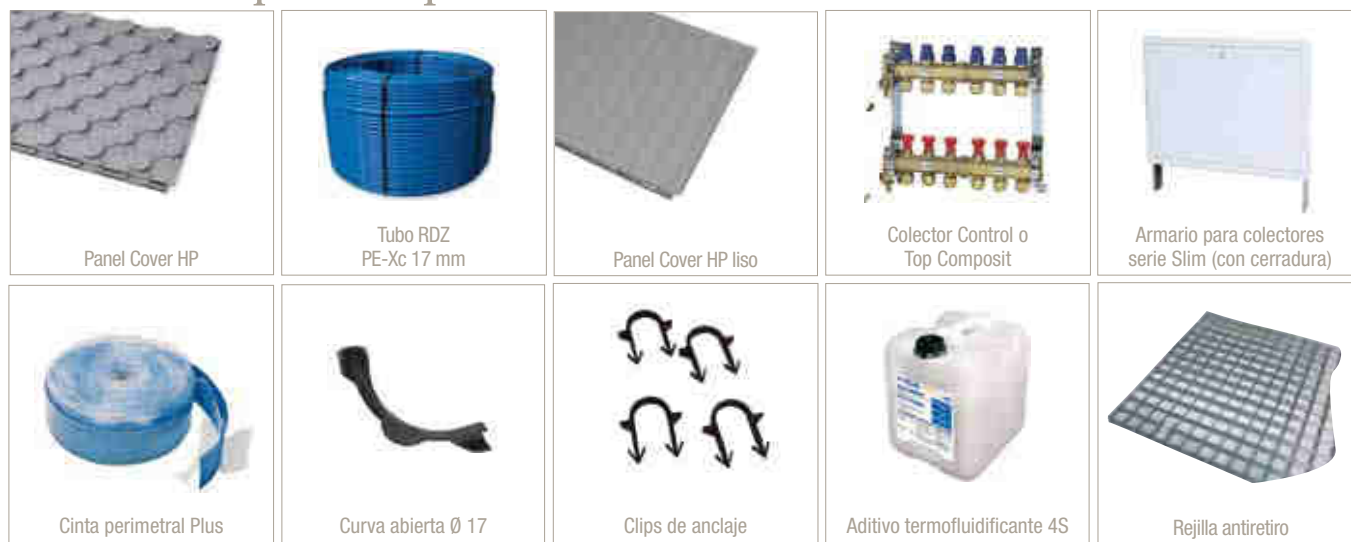 Panel Cover HP
Tubo RDZ
PE-Xc 17 mm
Panel Cover HP liso
Colector Control o
Top Composit
Armario para colectores
serie Slim (con cerradura)
Cinta perimetral Plus
Curva abierta Ø 17
Clips de anclaje
Aditivo termofluidificante 4S
Rejilla antiretiro